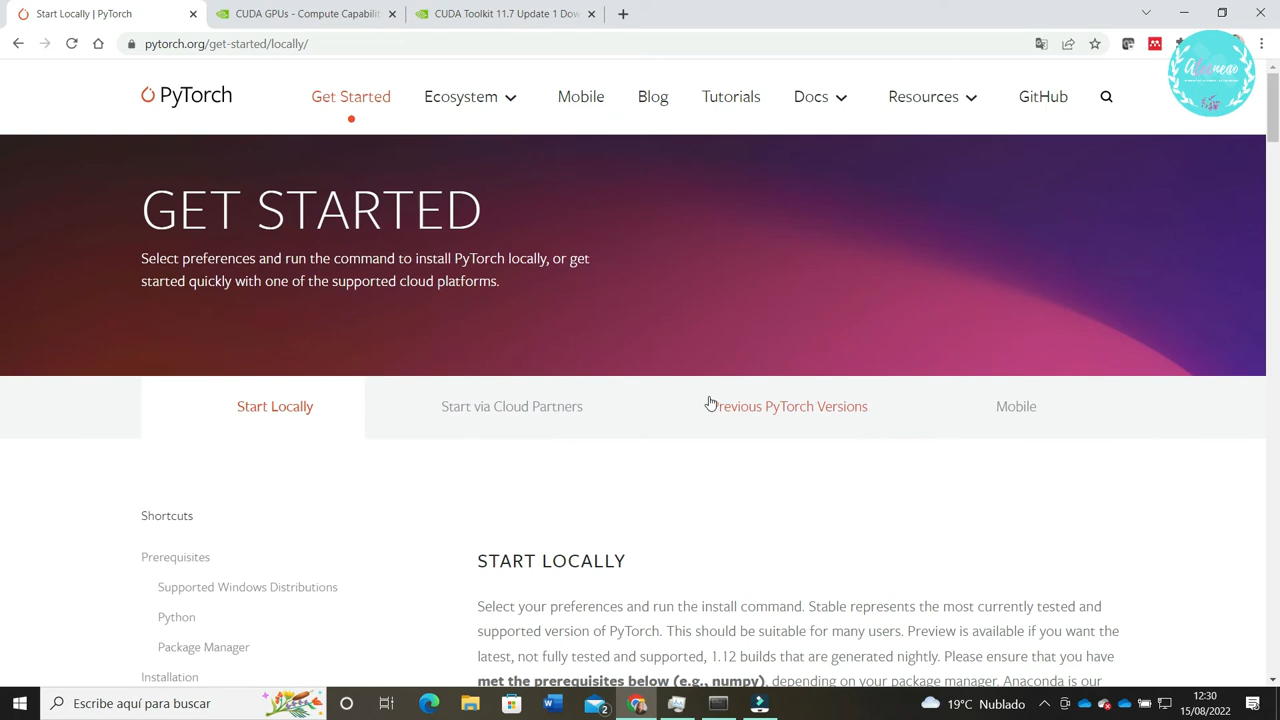 Start Locally | PyTorch
CUDA GPUs - Compute Capabilit
CUDA Toolkit 11.7 Update 1 Dow
pytorch.org/get-started/locally/
PyTorch
Get Started
Ecosystem
Mobile
Blog
Tutorials
Docs
Resources
GitHub
GET STARTED
Select preferences and run the command to install PyTorch locally, or get
started quickly with one of the supported cloud platforms.
Start Locally
Start via Cloud Partners
Previous PyTorch Versions
Mobile
Shortcuts
Prerequisites
Supported Windows Distributions
Python
Package Manager
Installation
START LOCALLY
Select your preferences and run the install command. Stable represents the most currently tested and
supported version of PyTorch. This should be suitable for many users. Preview is available if you want the
latest, not fully tested and supported, 1.12 builds that are generated nightly. Please ensure that you have
met the prerequisites below (e.g., numpy), depending on your package manager. Anaconda is our
Escribe aquí para buscar
2
19°C Nublado
12:30
15/08/2022